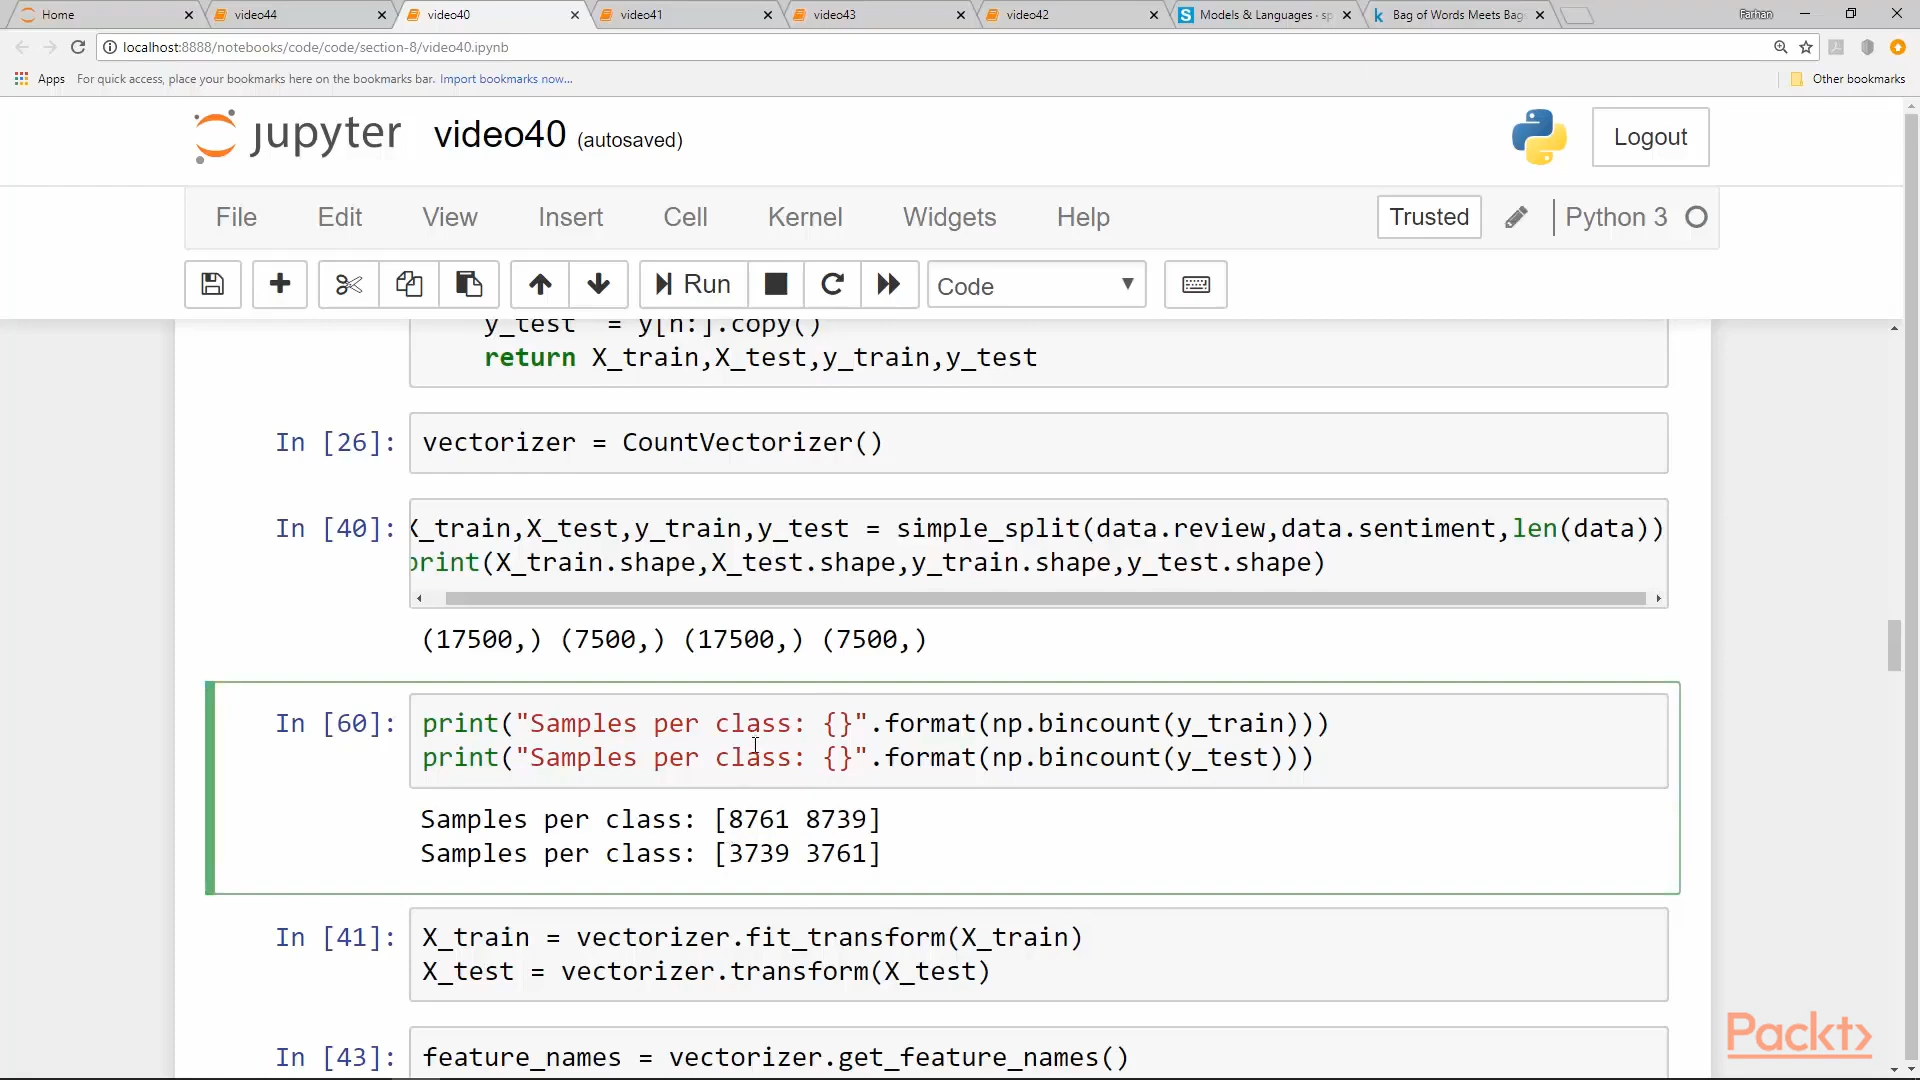 Home
video44
video40
video41
video43
video42
Models & Languages · sp
Bag of Words Meets Bag
Farhan
localhost:8888/notebooks/code/code/section-8/video40.ipynb
Apps For quick access, place your bookmarks here on the bookmarks bar. Import bookmarks now...
Other bookmarks
jupyter video40 (autosaved)
Logout
File Edit View Insert Cell Kernel Widgets Help
Trusted
Python 3
Run
Code
y_test = y[n:].copy()
return X_train,X_test,y_train,y_test
In [26]: vectorizer = CountVectorizer()
In [40]: X_train,X_test,y_train,y_test = simple_split(data.review,data.sentiment,len(data))
print(X_train.shape,X_test.shape,y_train.shape,y_test.shape)
(17500,) (7500,) (17500,) (7500,)
In [60]: print("Samples per class: {}".format(np.bincount(y_train)))
print("Samples per class: {}".format(np.bincount(y_test)))
Samples per class: [8761 8739]
Samples per class: [3739 3761]
In [41]: X_train = vectorizer.fit_transform(X_train)
X_test = vectorizer.transform(X_test)
In [43]: feature_names = vectorizer.get_feature_names()
Packt>